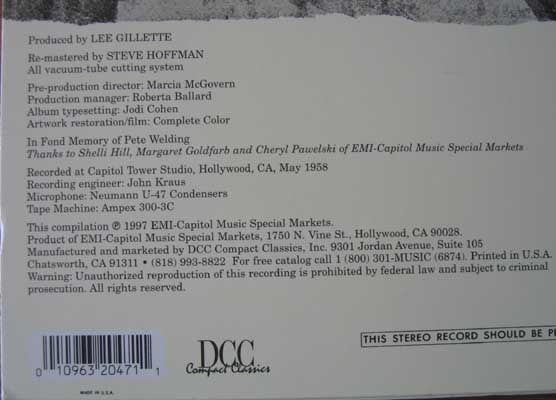 Produced by LEE GILLETTE
Re-mastered by STEVE HOFFMAN
All vacuum-tube cutting system
Pre-production director: Marcia McGovern
Production manager: Roberta Ballard
Album typesetting: Jodi Cohen
Artwork restoration/film: Complete Color
In Fond Memory of Pete Welding
Thanks to Shelli Hill, Margaret Goldfarb and Cheryl Pawelski of EMI-Capitol Music Special Markets
Recorded at Capitol Tower Studio, Hollywood, CA, May 1958
Recording engineer: John Kraus
Microphone: Neumann U-47 Condensers
Tape Machine: Ampex 300-3C
This compilation ℗ 1997 EMI-Capitol Music Special Markets.
Product of EMI-Capitol Music Special Markets, 1750 N. Vine St., Hollywood, CA 90028.
Manufactured and marketed by DCC Compact Classics, Inc. 9301 Jordan Avenue, Suite 105
Chatsworth, CA 91311 • (818) 993-8822 For free catalog call 1 (800) 301-MUSIC (6874). Printed in U.S.A.
Warning: Unauthorized reproduction of this recording is prohibited by federal law and subject to criminal
prosecution. All rights reserved.
THIS STEREO RECORD SHOULD BE
DCC
Compact Classics
0 10963 20471 1
MADE IN U.S.A.